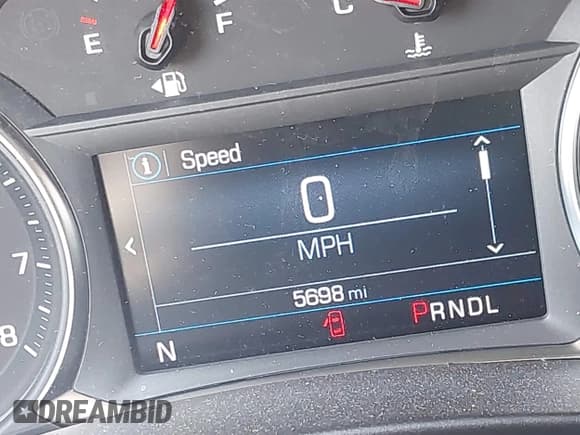 E F C
i Speed
0
MPH
5698 mi
PRNDL
N
7
8
DREAMBID